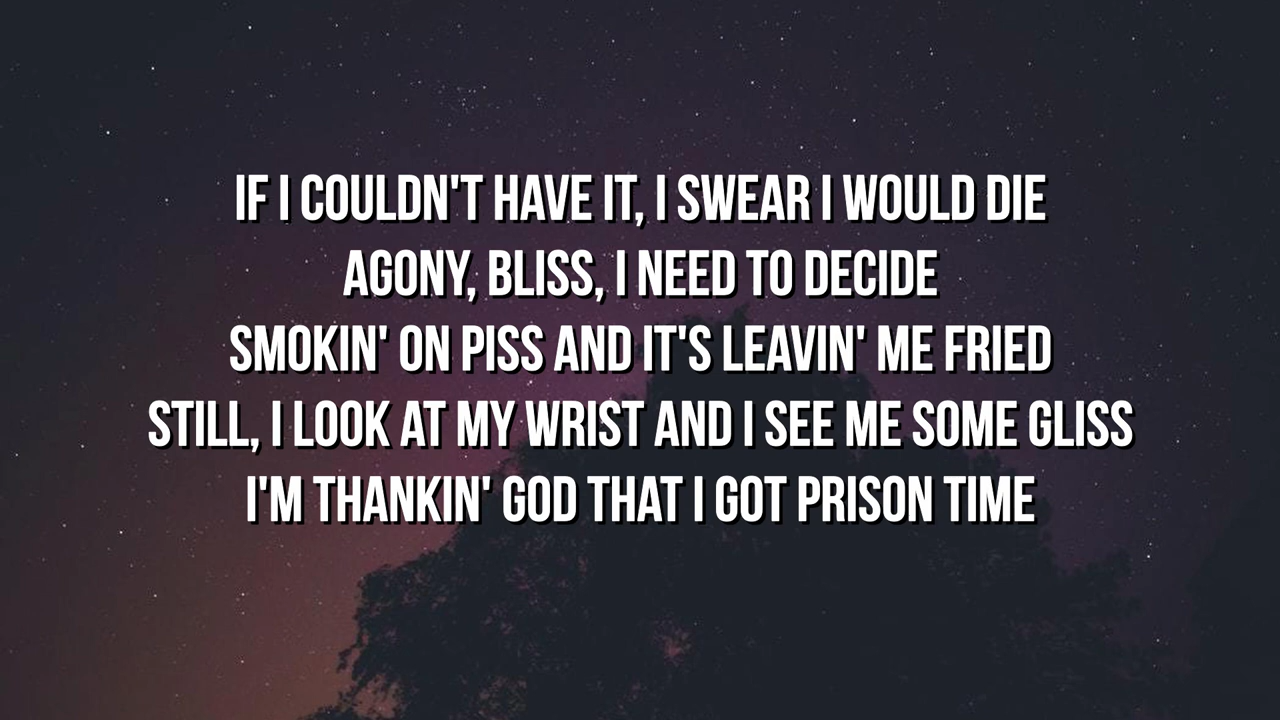 IF I COULDN'T HAVE IT, I SWEAR I WOULD DIE
AGONY, BLISS, I NEED TO DECIDE
SMOKIN' ON PISS AND IT'S LEAVIN' ME FRIED
STILL, I LOOK AT MY WRIST AND I SEE ME SOME GLISS
I'M THANKIN' GOD THAT I GOT PRISON TIME